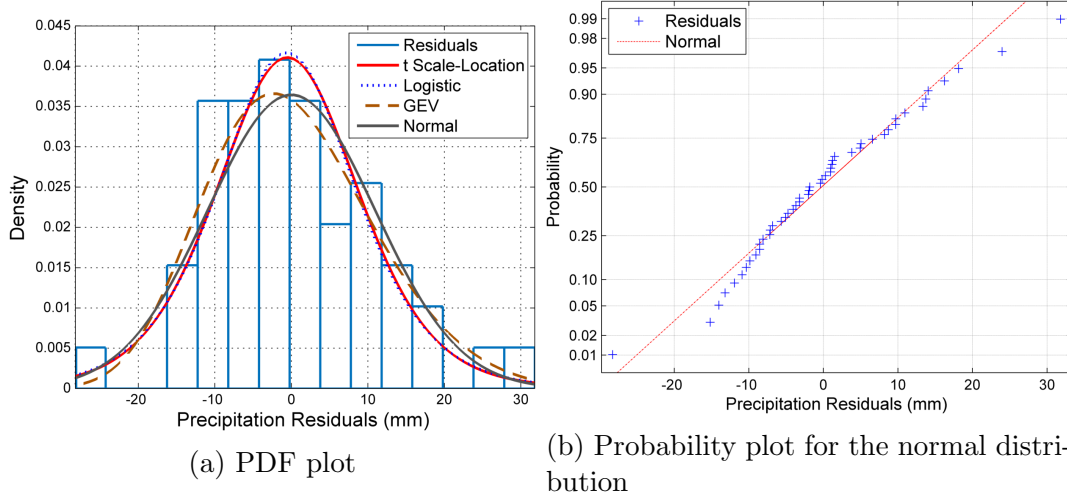 0.045
0.04
0.035
0.03
0.025
0.02
0.015
0.01
0.005
0
Density
-20
-10
0
10
20
30
Precipitation Residuals (mm)
Residuals
t Scale-Location
Logistic
GEV
Normal
(a) PDF plot
0.99
0.98
0.95
0.90
0.75
0.50
0.25
0.10
0.05
0.02
0.01
Probability
-20
-10
0
10
20
30
Precipitation Residuals (mm)
Residuals
Normal
(b) Probability plot for the normal distri-
bution